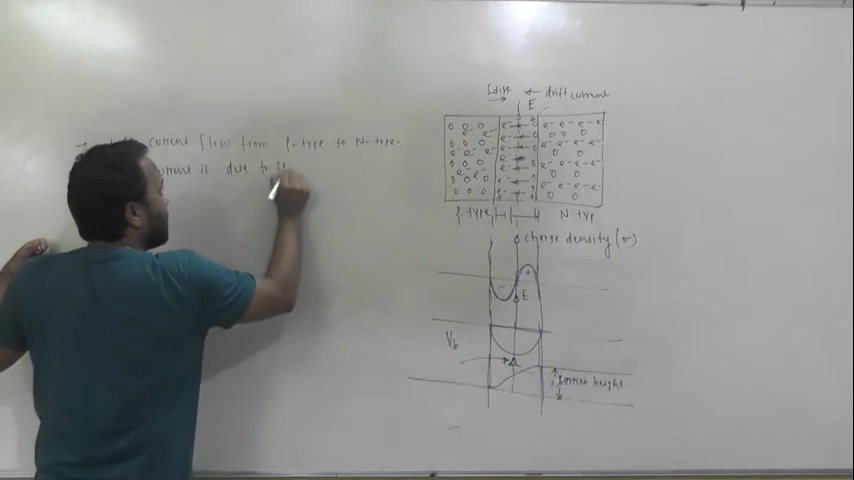 current flow from P-type to N-type.
current is due to
Idiff ← drift current
→
E
P-type
N-typ
charge density (σ)
- +
E
Vb
barrier height